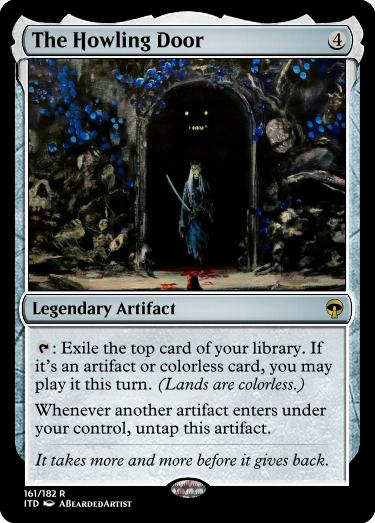 The Howling Door 4
Legendary Artifact
T: Exile the top card of your library. If
it's an artifact or colorless card, you may
play it this turn. (Lands are colorless.)
Whenever another artifact enters under
your control, untap this artifact.
It takes more and more before it gives back.
161/182 R
ITD ABEARDEDARTIST